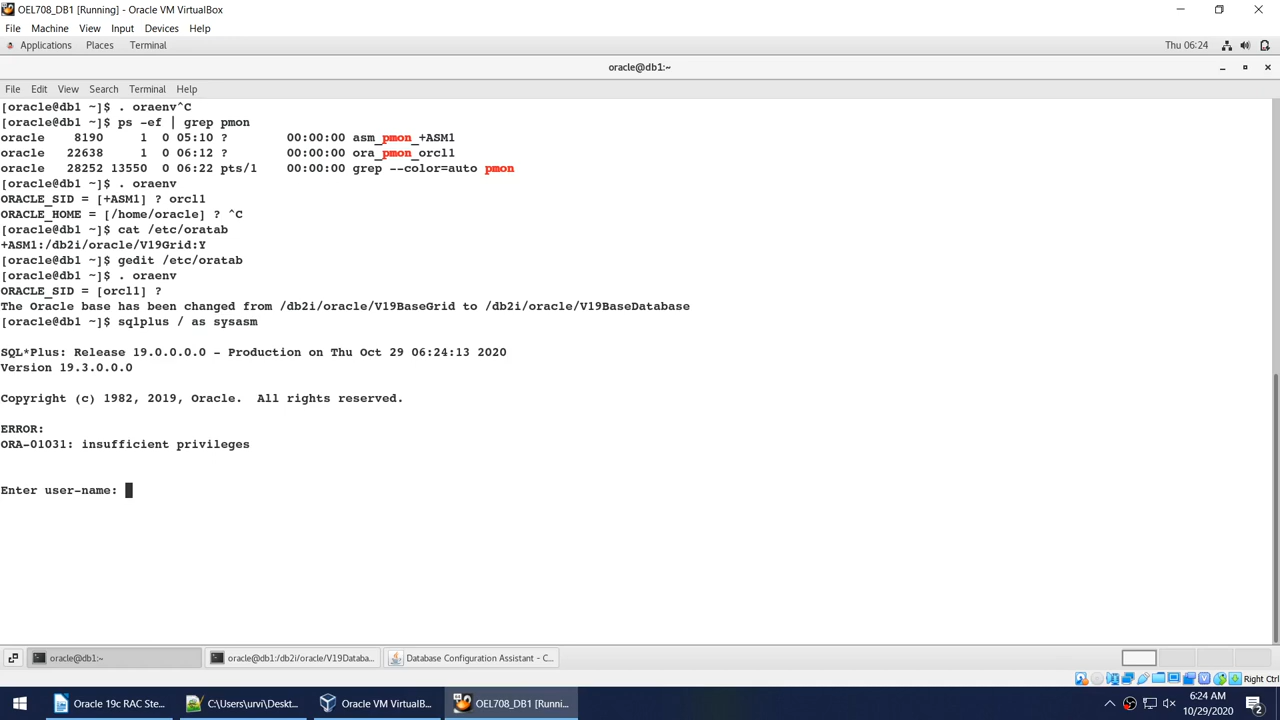 OEL708_DB1 [Running] - Oracle VM VirtualBox
File Machine View Input Devices Help
Applications Places Terminal Thu 06:24
oracle@db1:~
File Edit View Search Terminal Help
[oracle@db1 ~]$ . oraenv^C
[oracle@db1 ~]$ ps -ef | grep pmon
oracle 8190 1 0 05:10 ? 00:00:00 asm_pmon_+ASM1
oracle 22638 1 0 06:12 ? 00:00:00 ora_pmon_orcl1
oracle 28252 13550 0 06:22 pts/1 00:00:00 grep --color=auto pmon
[oracle@db1 ~]$ . oraenv
ORACLE_SID = [+ASM1] ? orcl1
ORACLE_HOME = [/home/oracle] ? ^C
[oracle@db1 ~]$ cat /etc/oratab
+ASM1:/db2i/oracle/V19Grid:Y
[oracle@db1 ~]$ gedit /etc/oratab
[oracle@db1 ~]$ . oraenv
ORACLE_SID = [orcl1] ?
The Oracle base has been changed from /db2i/oracle/V19BaseGrid to /db2i/oracle/V19BaseDatabase
[oracle@db1 ~]$ sqlplus / as sysasm
SQL*Plus: Release 19.0.0.0.0 - Production on Thu Oct 29 06:24:13 2020
Version 19.3.0.0.0
Copyright (c) 1982, 2019, Oracle. All rights reserved.
ERROR:
ORA-01031: insufficient privileges
Enter user-name:
oracle@db1:~ oracle@db1:/db2i/oracle/V19Databa... Database Configuration Assistant - C...
Right Ctrl
Oracle 19c RAC Ste... C:\Users\urvi\Deskt... Oracle VM VirtualB... OEL708_DB1 [Runni... 6:24 AM
10/29/2020 2